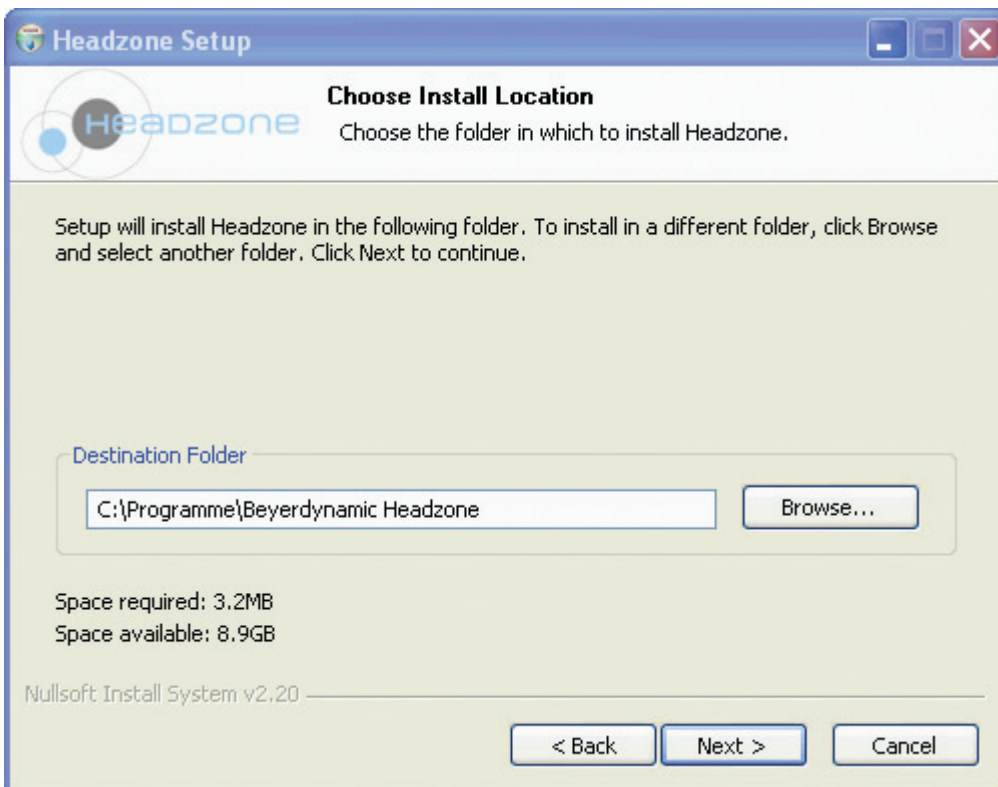 Headzone Setup
HEADZONE
Choose Install Location
Choose the folder in which to install Headzone.
Setup will install Headzone in the following folder. To install in a different folder, click Browse
and select another folder. Click Next to continue.
Destination Folder
C:\Programme\Beyerdynamic Headzone
Browse...
Space required: 3.2MB
Space available: 8.9GB
Nullsoft Install System v2.20
< Back
Next >
Cancel